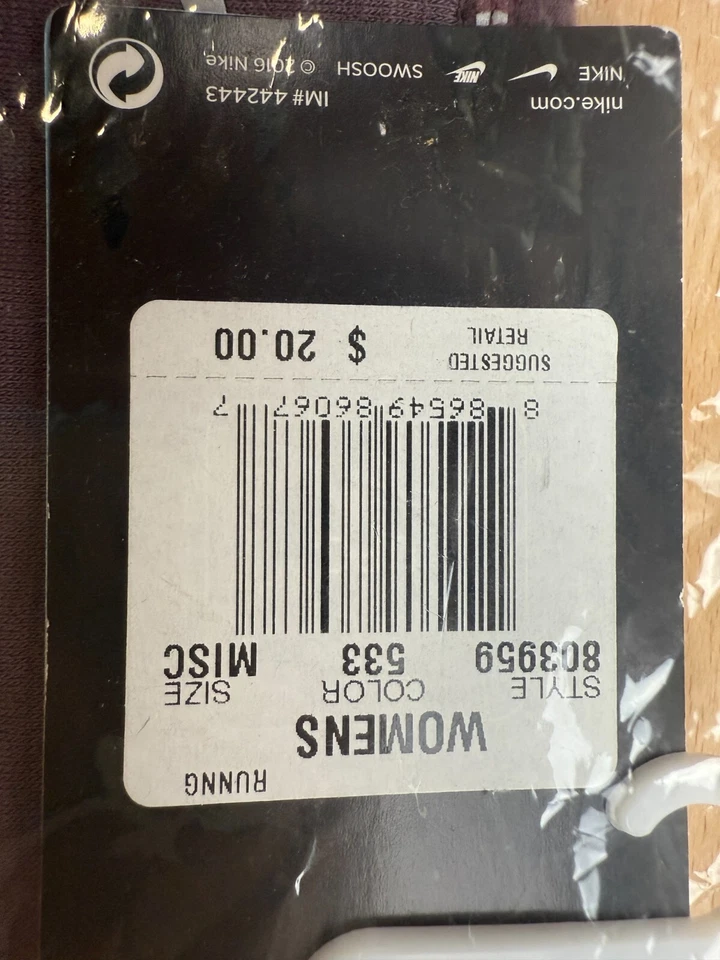 RUNNG
WOMENS
STYLE COLOR SIZE
803959 533 MISC
8 86549 86067 7
SUGGESTED
RETAIL
$ 20.00
nike.com IM# 442443
NIKE NIKE SWOOSH © 2016 Nike,